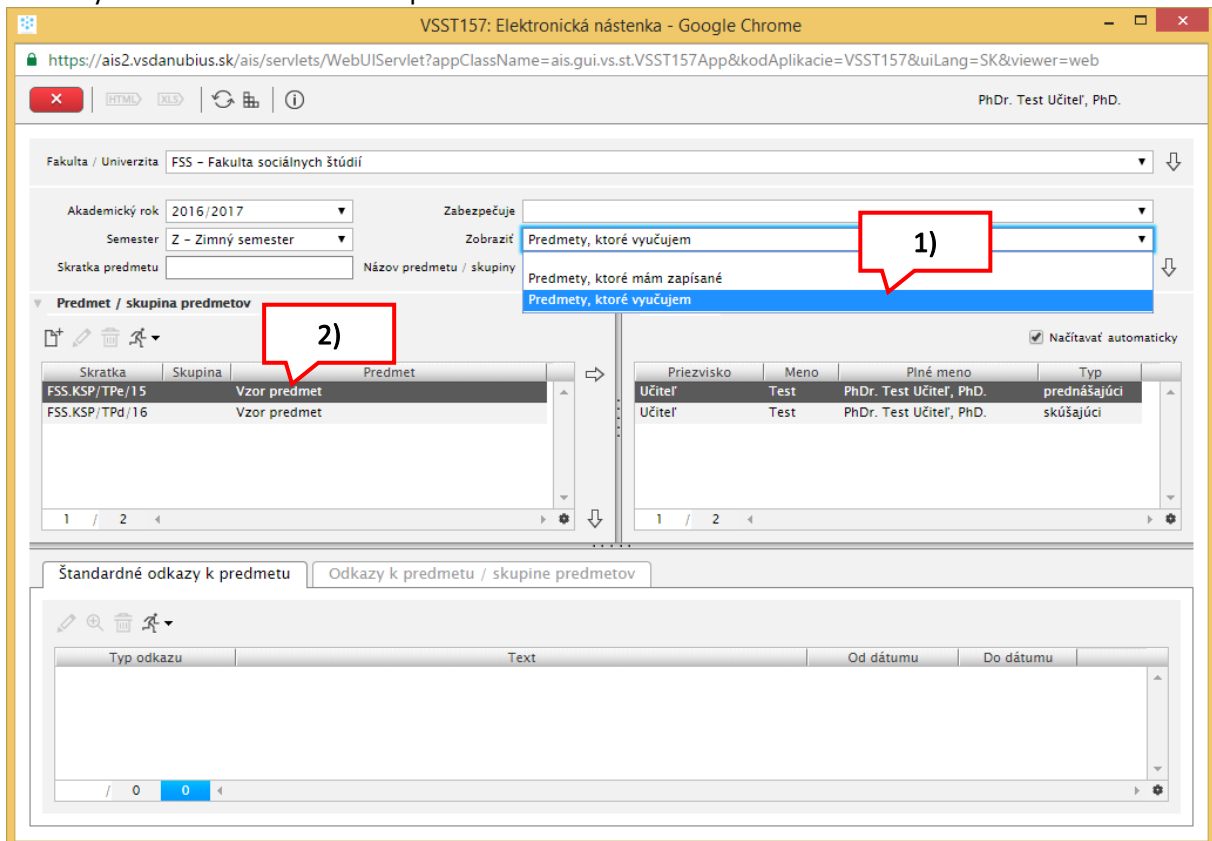 VSST157: Elektronická nástenka - Google Chrome
https://ais2.vsdanubius.sk/ais/servlets/WebUIServlet?appClassName=ais.gui.vs.st.VSST157App&kodAplikacie=VSST157&uiLang=SK&viewer=web
HTML XLS PhDr. Test Učiteľ, PhD.
Fakulta / Univerzita FSS – Fakulta sociálnych štúdií
Akademický rok 2016/2017 Zabezpečuje
Semester Z – Zimný semester Zobraziť Predmety, ktoré vyučujem
1)
Skratka predmetu Názov predmetu / skupiny
Predmety, ktoré mám zapísané
Predmety, ktoré vyučujem
Predmet / skupina predmetov
2)
Načítavať automaticky
Skratka Skupina Predmet Priezvisko Meno Plné meno Typ
FSS.KSP/TPe/15 Vzor predmet Učiteľ Test PhDr. Test Učiteľ, PhD. prednášajúci
FSS.KSP/TPd/16 Vzor predmet Učiteľ Test PhDr. Test Učiteľ, PhD. skúšajúci
1 / 2 1 / 2
Štandardné odkazy k predmetu Odkazy k predmetu / skupine predmetov
Typ odkazu Text Od dátumu Do dátumu
/ 0 0